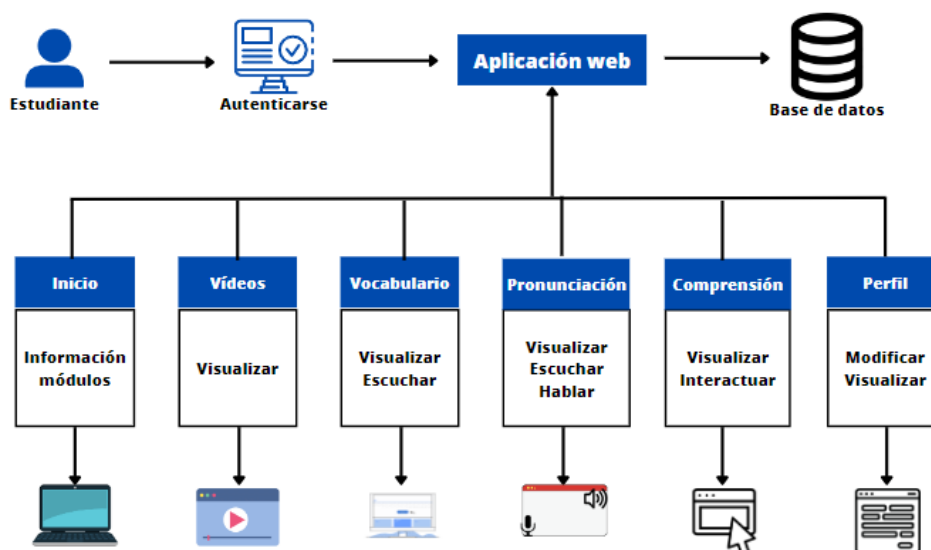 Estudiante
Autenticarse
Aplicación web
Base de datos
Inicio
Vídeos
Vocabulario
Pronunciación
Comprensión
Perfil
Información
módulos
Visualizar
Visualizar
Escuchar
Visualizar
Escuchar
Hablar
Visualizar
Interactuar
Modificar
Visualizar